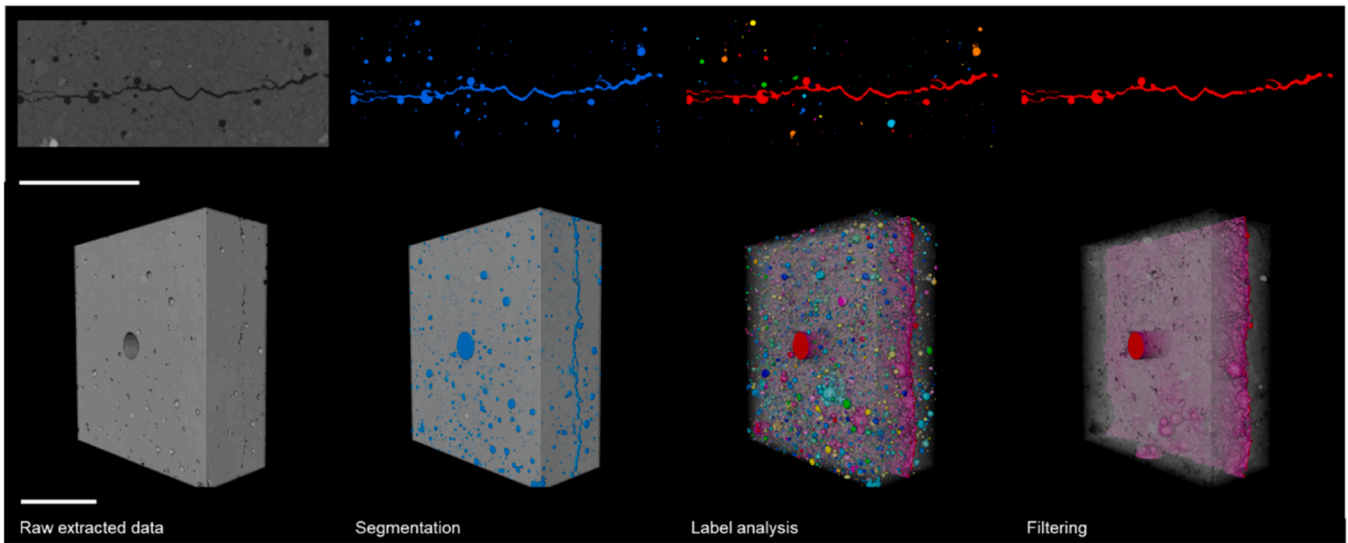 Raw extracted data
Segmentation
Label analysis
Filtering